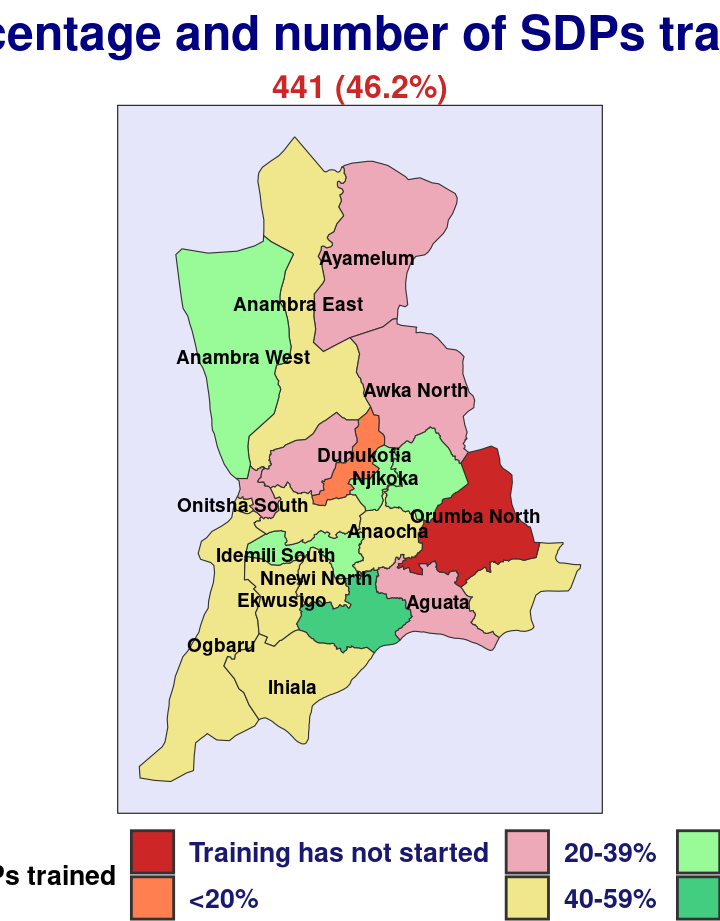 centage and number of SDPs tra
441 (46.2%)
Ayamelum
Anambra East
Anambra West
Awka North
Dunukofia
Njikoka
Onitsha South
Orumba North
Anaocha
Idemili South
Nnewi North
Ekwusigo
Aguata
Ogbaru
Ihiala
Training has not started
20-39%
Ps trained
<20%
40-59%